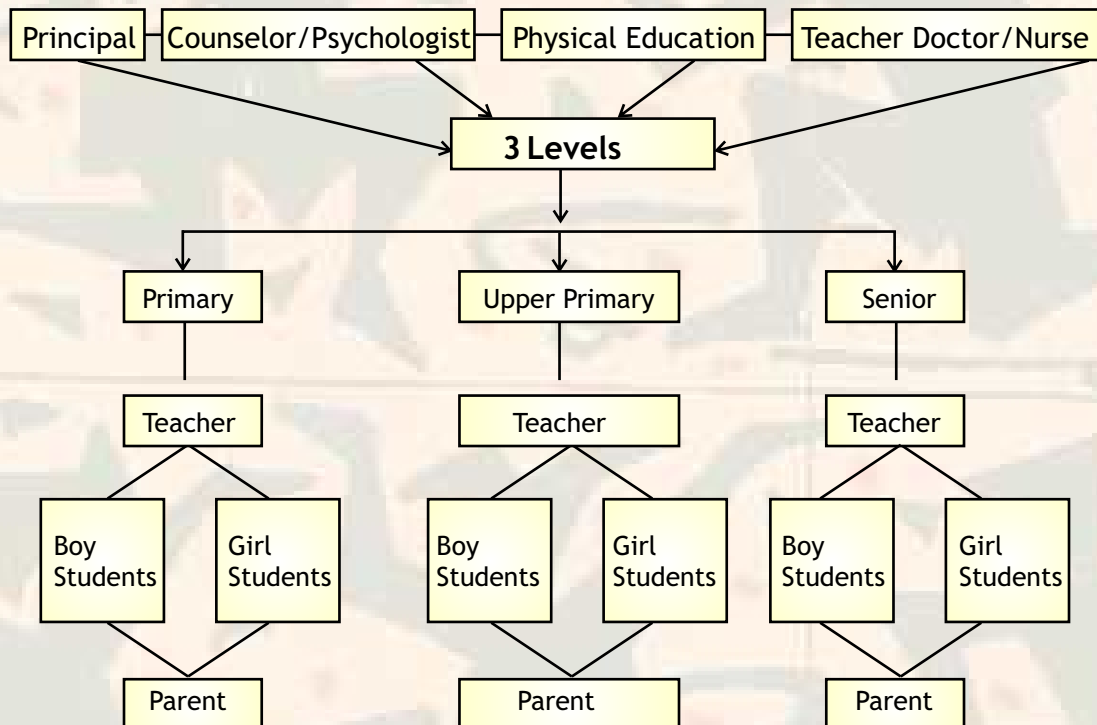 Principal
Counselor/Psychologist
Physical Education
Teacher Doctor/Nurse
3 Levels
Primary
Upper Primary
Senior
Teacher
Teacher
Teacher
Boy
Students
Girl
Students
Boy
Students
Girl
Students
Boy
Students
Girl
Students
Parent
Parent
Parent